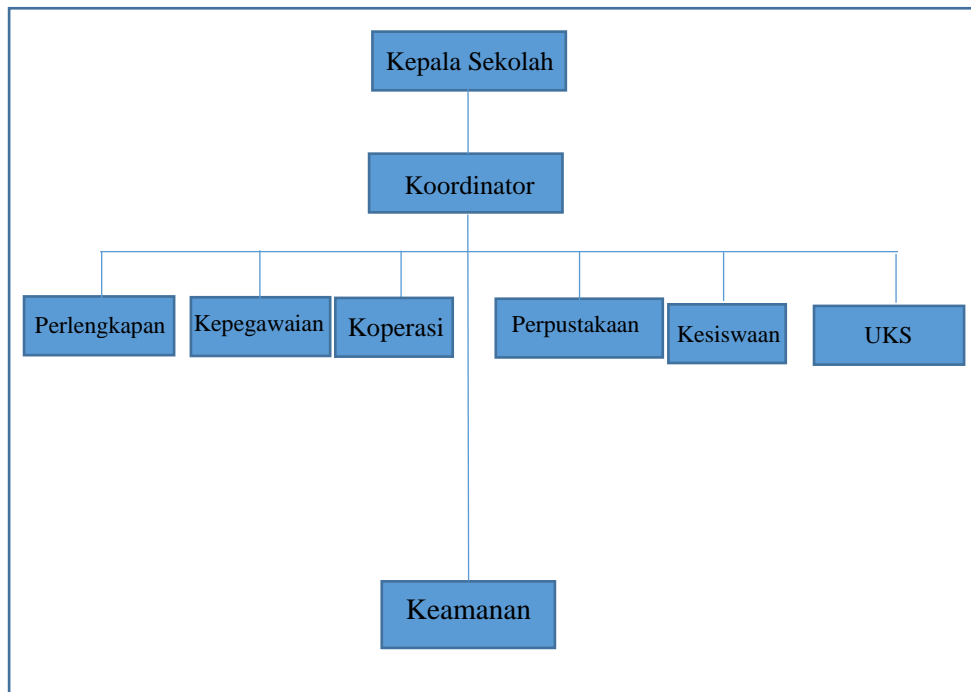 Kepala Sekolah
Koordinator
Perlengkapan
Kepegawaian
Koperasi
Perpustakaan
Kesiswaan
UKS
Keamanan